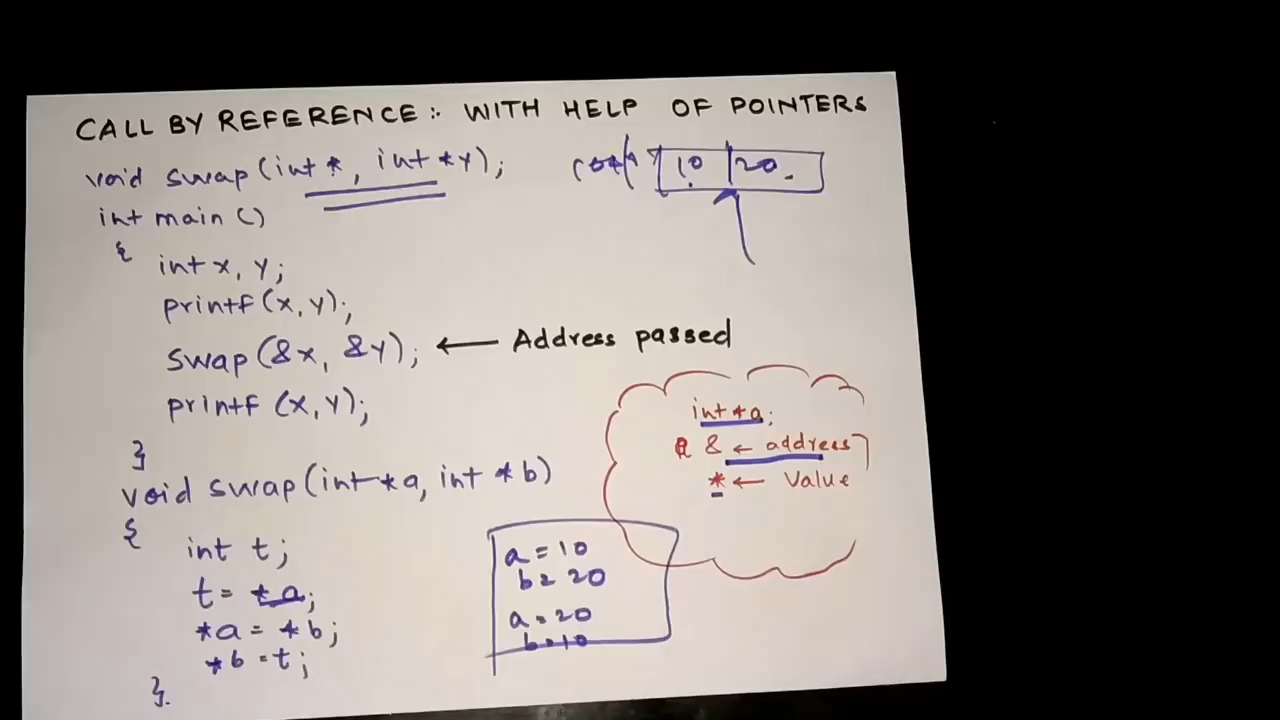 CALL BY REFERENCE:- WITH HELP OF POINTERS
void swap(int *, int *y);
10 20
int main ()
{
int x, y;
printf (x, y);
swap (&x, &y); ← Address passed
printf (x, y);
}
int *a;
& ← address
* ← value
void swap(int *a, int *b)
{
int t;
t = *a;
*a = *b;
*b = t;
}
a = 10
b = 20
a = 20
b = 10